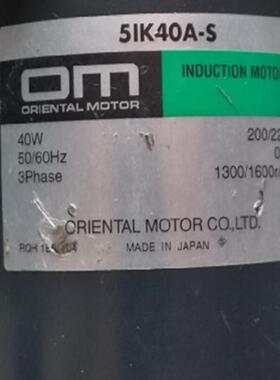 5IK40A-S
om INDUCTION MOTO
ORIENTAL MOTOR
40W 200/22
50/60Hz 0
3Phase 1300/1600r
ORIENTAL MOTOR CO.,LTD.
MADE IN JAPAN